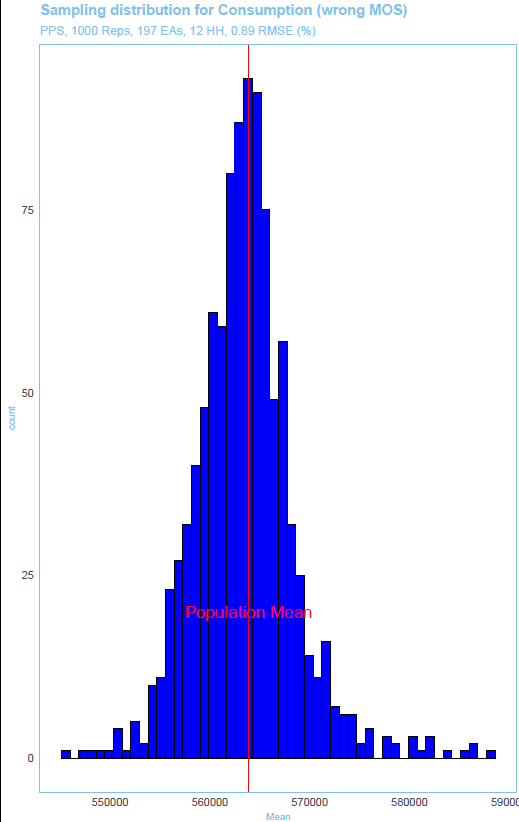 Sampling distribution for Consumption (wrong MOS)
PPS, 1000 Reps, 197 EAs, 12 HH, 0.89 RMSE (%)
75
50
count
25
Population Mean
0
550000 560000 570000 580000 59000
Mean